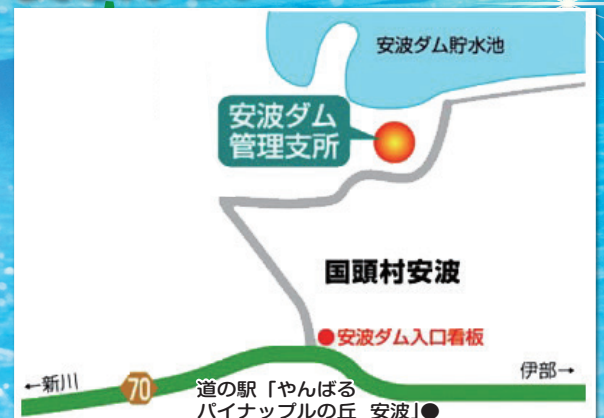 安波ダム貯水池
安波ダム
管理支所
国頭村安波
●安波ダム入口看板
伊部→
←新川
70
道の駅「やんばる
パイナップルの丘 安波」●